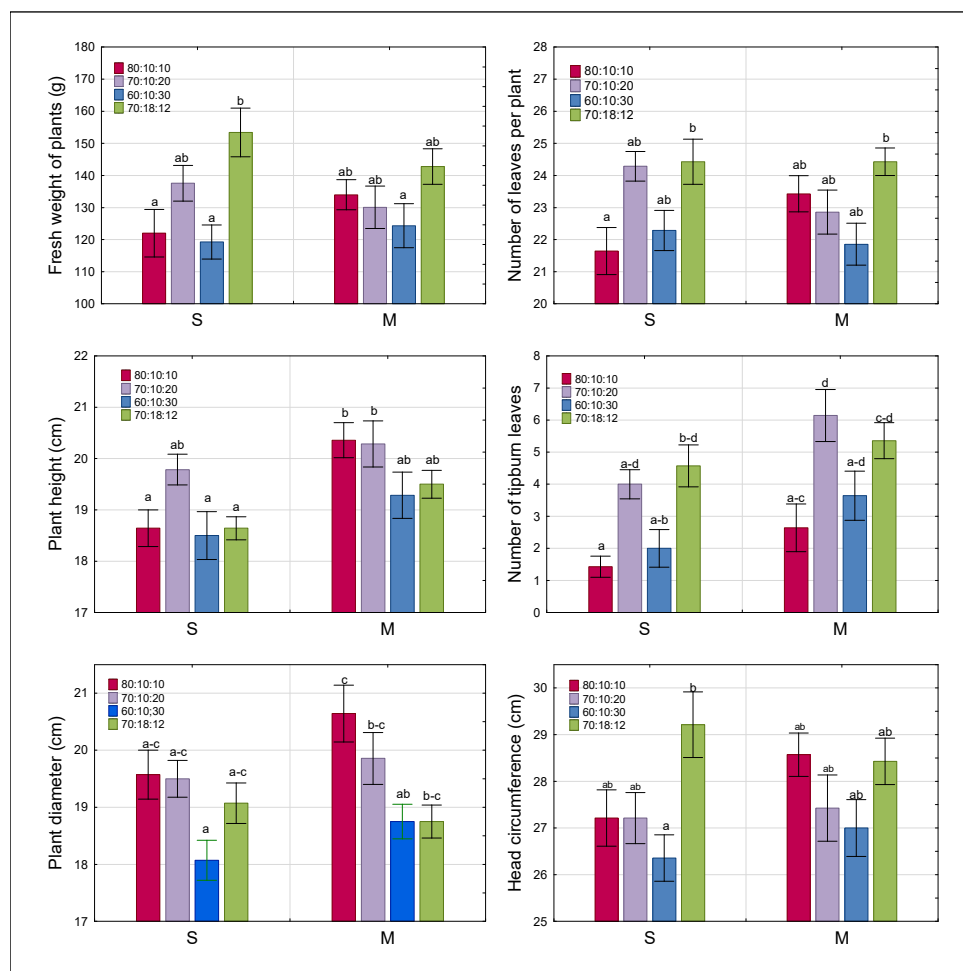 Fresh weight of plants (g)
180
170
160
150
140
130
120
110
100
80:10:10
70:10:20
60:10:30
70:18:12
a
ab
a
b
ab
ab
a
ab
S
M
Number of leaves per plant
28
27
26
25
24
23
22
21
20
80:10:10
70:10:20
60:10:30
70:18:12
a
ab
ab
b
ab
ab
ab
b
S
M
Plant height (cm)
22
21
20
19
18
17
80:10:10
70:10:20
60:10:30
70:18:12
a
ab
a
a
b
b
ab
ab
S
M
Number of tipbum leaves
8
7
6
5
4
3
2
1
0
80:10:10
70:10:20
60:10:30
70:18:12
a
a-d
a-b
b-d
a-c
d
a-d
c-d
S
M
Plant diameter (cm)
21
20
19
18
17
80:10:10
70:10:20
60:10;30
70:18:12
a-c
a-c
a
a-c
c
b-c
ab
b-c
S
M
Head circumference (cm)
30
29
28
27
26
25
80:10:10
70:10:20
60:10:30
70:18:12
ab
ab
a
b
ab
ab
ab
ab
S
M